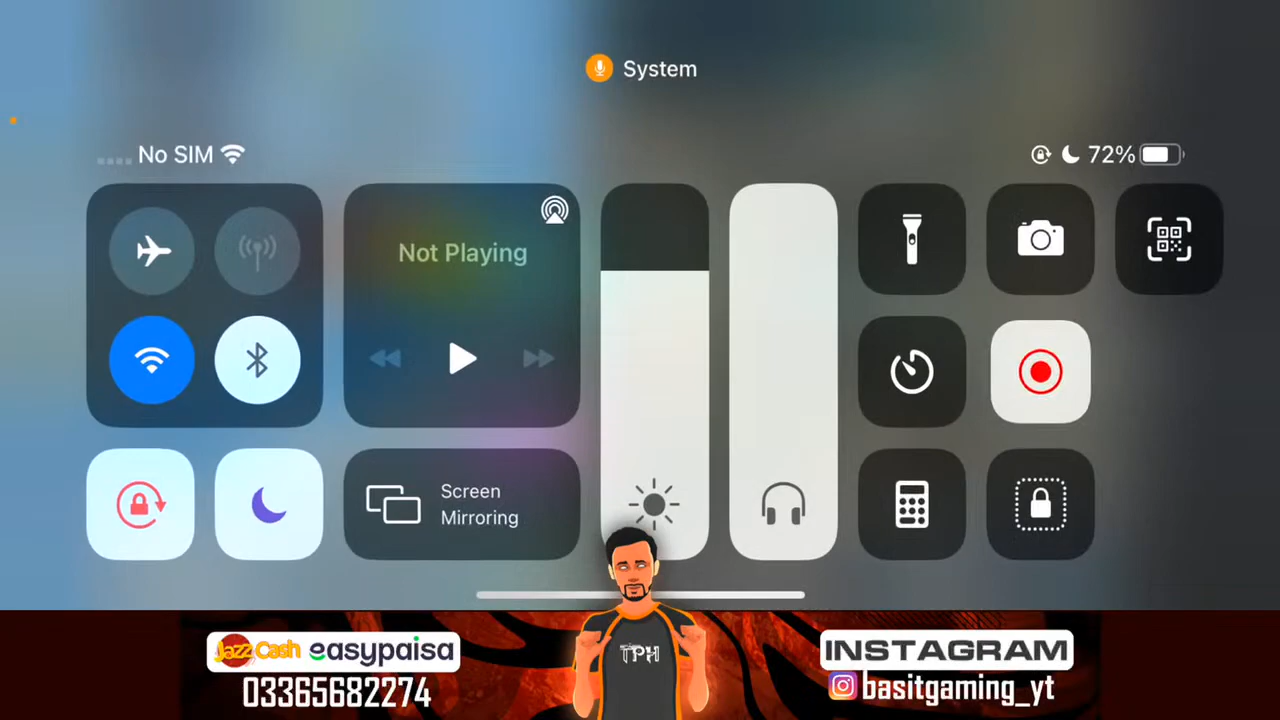 System
No SIM
72%
Not Playing
Screen
Mirroring
TPH
JazzCash easypaisa
03365682274
INSTAGRAM
basitgaming_yt